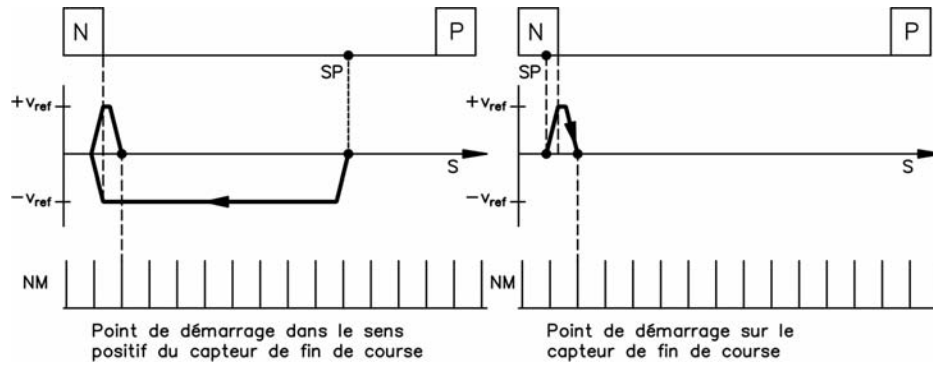 N P N P
SP SP
+vref +vref
S S
−vref −vref
NM NM
Point de démarrage dans le sens
positif du capteur de fin de course
Point de démarrage sur le
capteur de fin de course